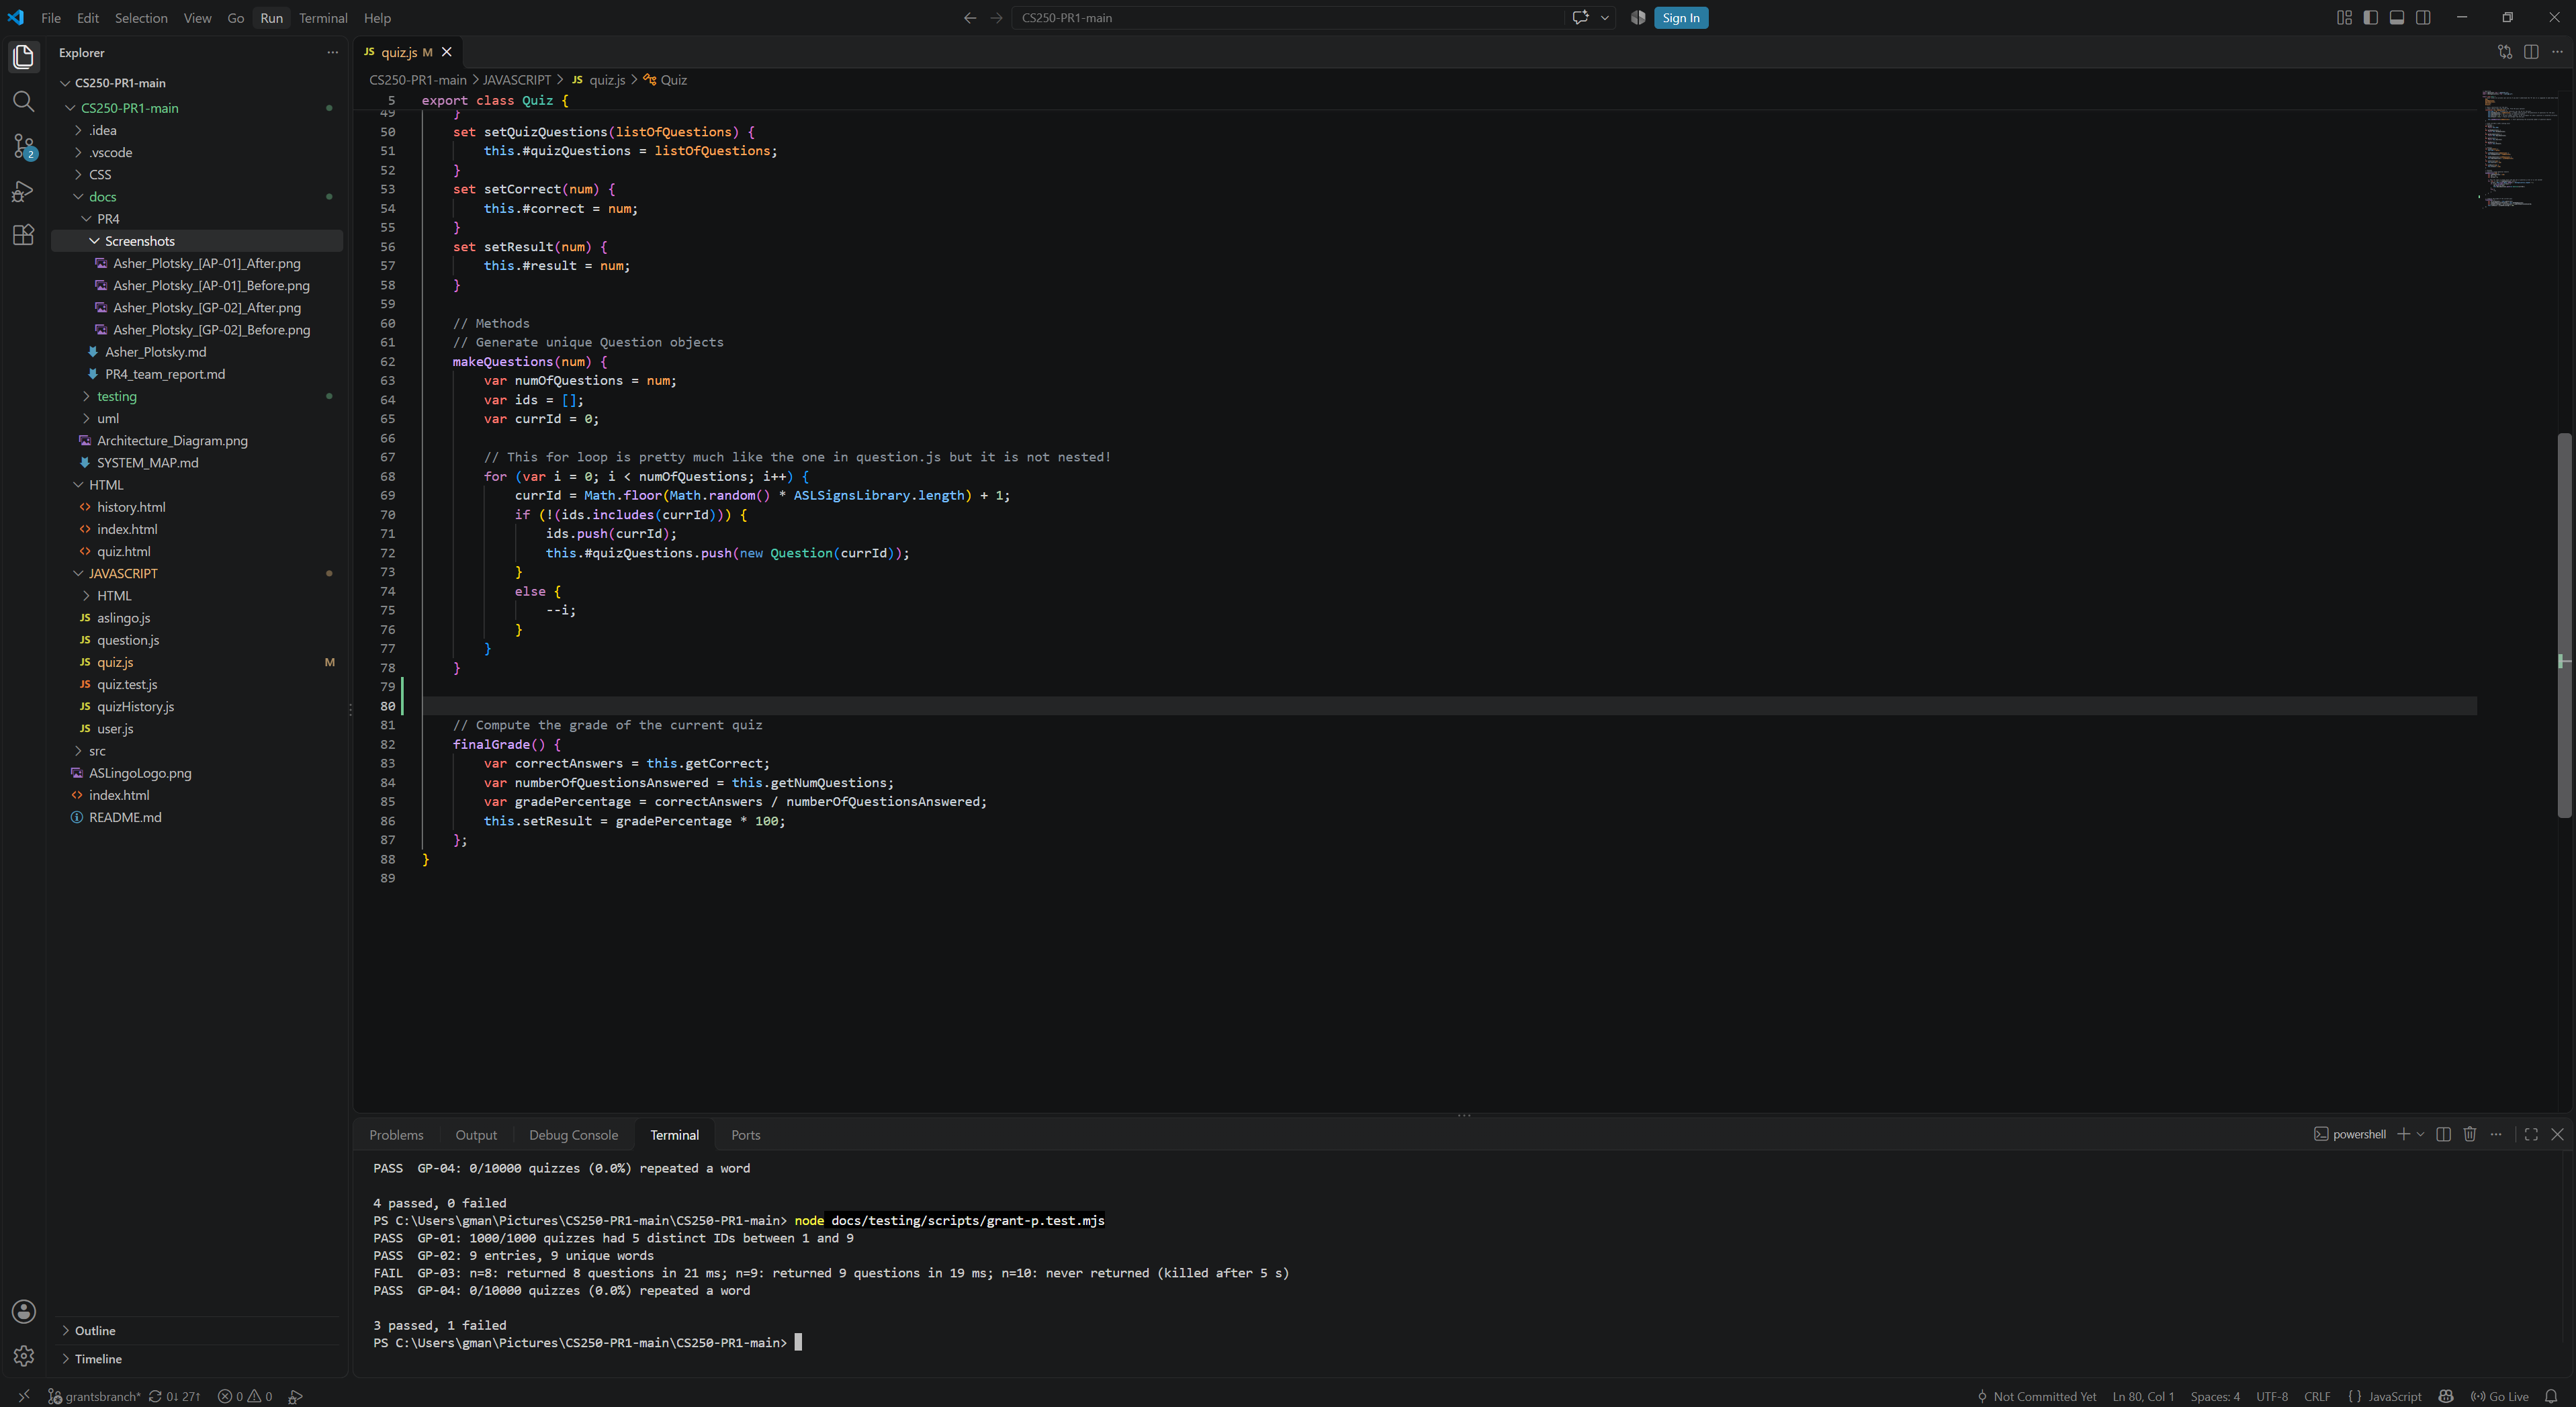 File Edit Selection View Go Run Terminal Help
CS250-PR1-main
Sign In
Explorer
CS250-PR1-main
CS250-PR1-main
.idea
.vscode
CSS
docs
PR4
Screenshots
Asher_Plotsky_[AP-01]_After.png
Asher_Plotsky_[AP-01]_Before.png
Asher_Plotsky_[GP-02]_After.png
Asher_Plotsky_[GP-02]_Before.png
Asher_Plotsky.md
PR4_team_report.md
testing
uml
Architecture_Diagram.png
SYSTEM_MAP.md
HTML
history.html
index.html
quiz.html
JAVASCRIPT
HTML
JS aslingo.js
JS question.js
JS quiz.js M
JS quiz.test.js
JS quizHistory.js
JS user.js
src
ASLingoLogo.png
index.html
README.md
Outline
Timeline
2
JS quiz.js M
CS250-PR1-main > JAVASCRIPT > JS quiz.js > Quiz
5 export class Quiz {
49 }
50 set setQuizQuestions(listOfQuestions) {
51 this.#quizQuestions = listOfQuestions;
52 }
53 set setCorrect(num) {
54 this.#correct = num;
55 }
56 set setResult(num) {
57 this.#result = num;
58 }
59
60 // Methods
61 // Generate unique Question objects
62 makeQuestions(num) {
63 var numOfQuestions = num;
64 var ids = [];
65 var currId = 0;
66
67 // This for loop is pretty much like the one in question.js but it is not nested!
68 for (var i = 0; i < numOfQuestions; i++) {
69 currId = Math.floor(Math.random() * ASLSignsLibrary.length) + 1;
70 if (!(ids.includes(currId))) {
71 ids.push(currId);
72 this.#quizQuestions.push(new Question(currId));
73 }
74 else {
75 --i;
76 }
77 }
78 }
79
80
81 // Compute the grade of the current quiz
82 finalGrade() {
83 var correctAnswers = this.getCorrect;
84 var numberOfQuestionsAnswered = this.getNumQuestions;
85 var gradePercentage = correctAnswers / numberOfQuestionsAnswered;
86 this.setResult = gradePercentage * 100;
87 };
88 }
89
Problems Output Debug Console Terminal Ports
powershell
PASS GP-04: 0/10000 quizzes (0.0%) repeated a word
4 passed, 0 failed
PS C:\Users\gman\Pictures\CS250-PR1-main\CS250-PR1-main> node docs/testing/scripts/grant-p.test.mjs
PASS GP-01: 1000/1000 quizzes had 5 distinct IDs between 1 and 9
PASS GP-02: 9 entries, 9 unique words
FAIL GP-03: n=8: returned 8 questions in 21 ms; n=9: returned 9 questions in 19 ms; n=10: never returned (killed after 5 s)
PASS GP-04: 0/10000 quizzes (0.0%) repeated a word
3 passed, 1 failed
PS C:\Users\gman\Pictures\CS250-PR1-main\CS250-PR1-main>
grantsbranch* 0↓ 27↑ 0 0
Not Committed Yet Ln 80, Col 1 Spaces: 4 UTF-8 CRLF { } JavaScript Go Live